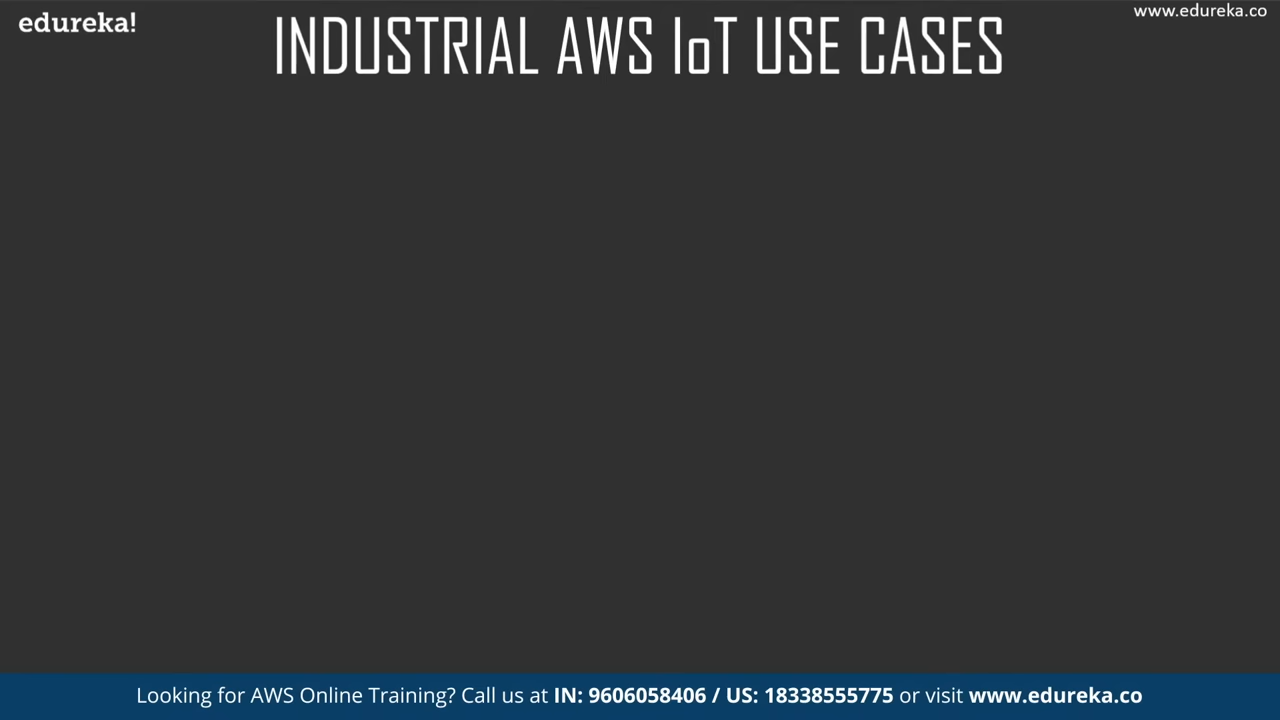 edureka!
www.edureka.co
INDUSTRIAL AWS IoT USE CASES
Looking for AWS Online Training? Call us at IN: 9606058406 / US: 18338555775 or visit www.edureka.co